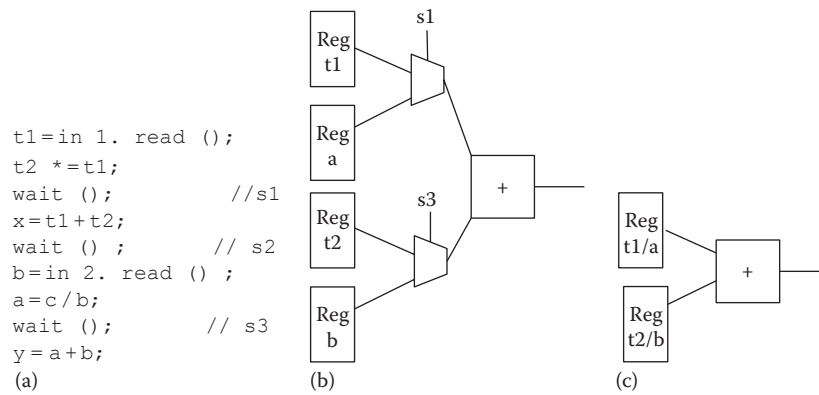 t1=in 1. read ();
t2 *=t1;
wait (); //s1
x=t1+t2;
wait () ; // s2
b=in 2. read () ;
a=c/b;
wait (); // s3
y=a+b;
(a)
s1
Reg
t1
Reg
a
+
s3
Reg
t2
Reg
b
(b)
Reg
t1/a
+
Reg
t2/b
(c)